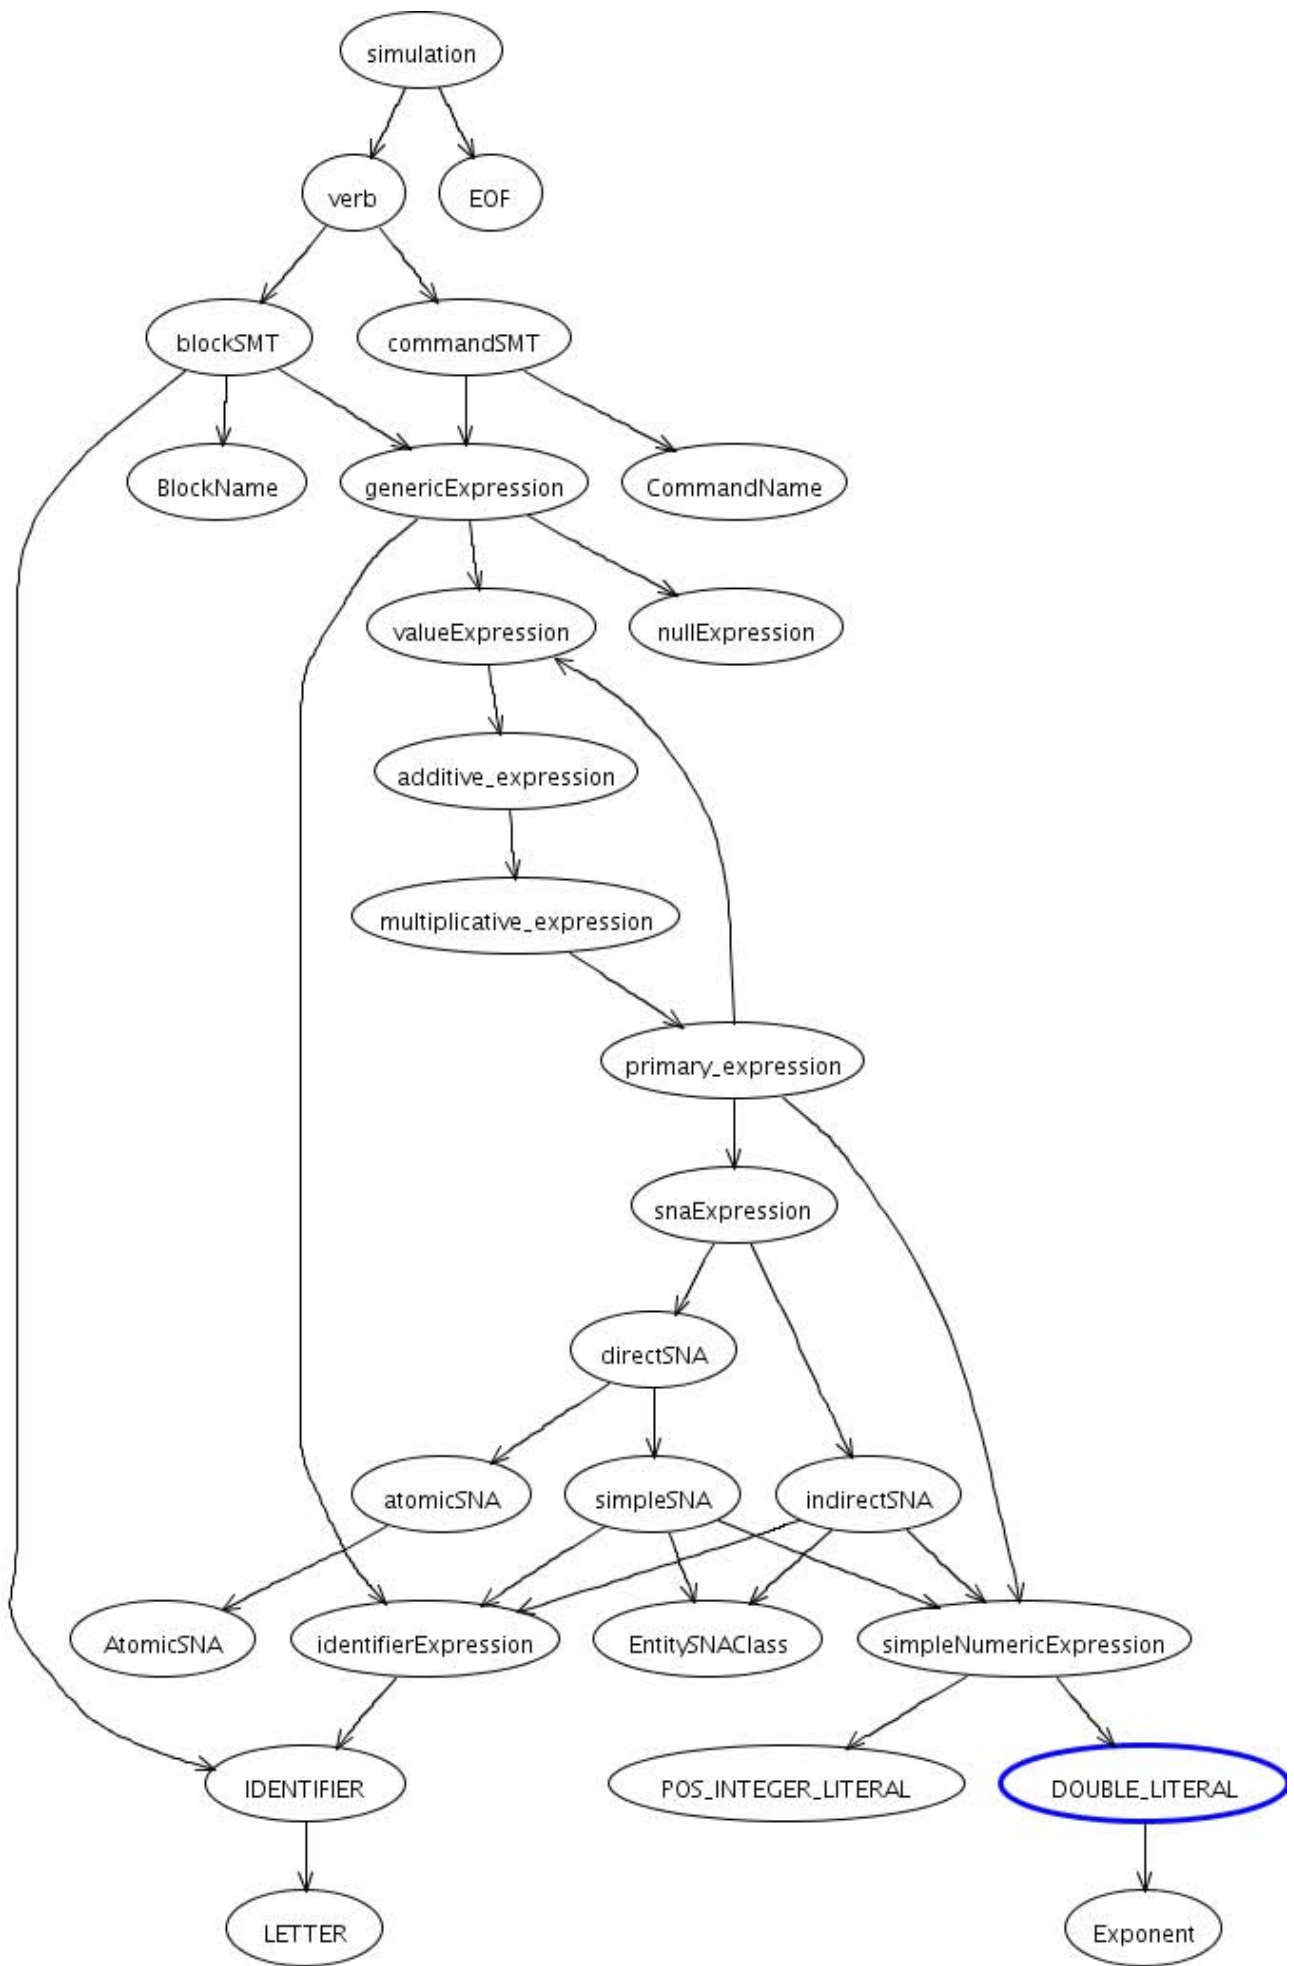 simulation
verb
EOF
blockSMT
commandSMT
BlockName
genericExpression
CommandName
valueExpression
nullExpression
additive_expression
multiplicative_expression
primary_expression
snaExpression
directSNA
atomicSNA
simpleSNA
indirectSNA
AtomicSNA
identifierExpression
EntitySNAClass
simpleNumericExpression
IDENTIFIER
POS_INTEGER_LITERAL
DOUBLE_LITERAL
LETTER
Exponent